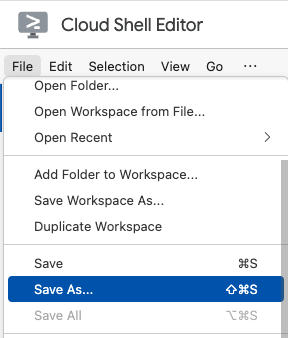 Cloud Shell Editor
File Edit Selection View Go ···
Open Folder...
Open Workspace from File...
Open Recent >
Add Folder to Workspace...
Save Workspace As...
Duplicate Workspace
Save ⌘S
Save As... ⇧⌘S
Save All ⌥⌘S